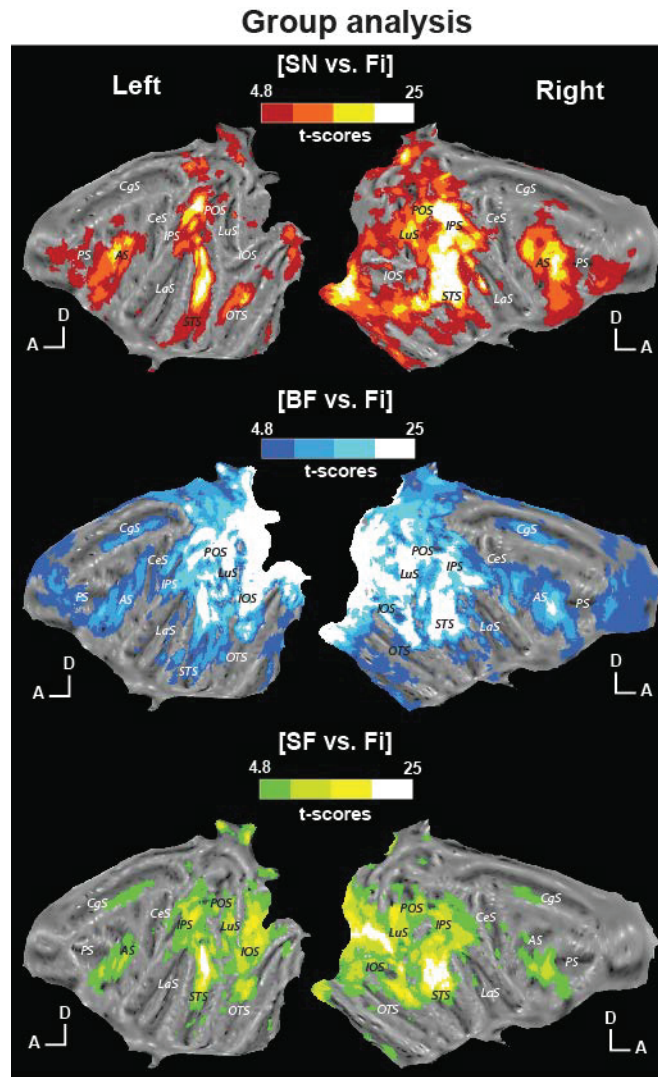 Group analysis
[SN vs. Fi]
Left
Right
4.8 25
t-scores
CgS
CeS
POS
IPS
LuS
PS
AS
IOS
LaS
STS
OTS
D
A
CgS
POS
CeS
LuS
IPS
AS
PS
IOS
STS
LaS
D
A
[BF vs. Fi]
4.8 25
t-scores
CgS
CeS
POS
IPS
LuS
PS
AS
IOS
LaS
STS
OTS
D
A
CgS
POS
CeS
LuS
IPS
AS
PS
IOS
STS
LaS
OTS
D
A
[SF vs. Fi]
4.8 25
t-scores
CgS
CeS
POS
IPS
LuS
PS
AS
IOS
LaS
STS
OTS
D
A
CgS
POS
CeS
LuS
IPS
AS
PS
IOS
STS
LaS
OTS
D
A